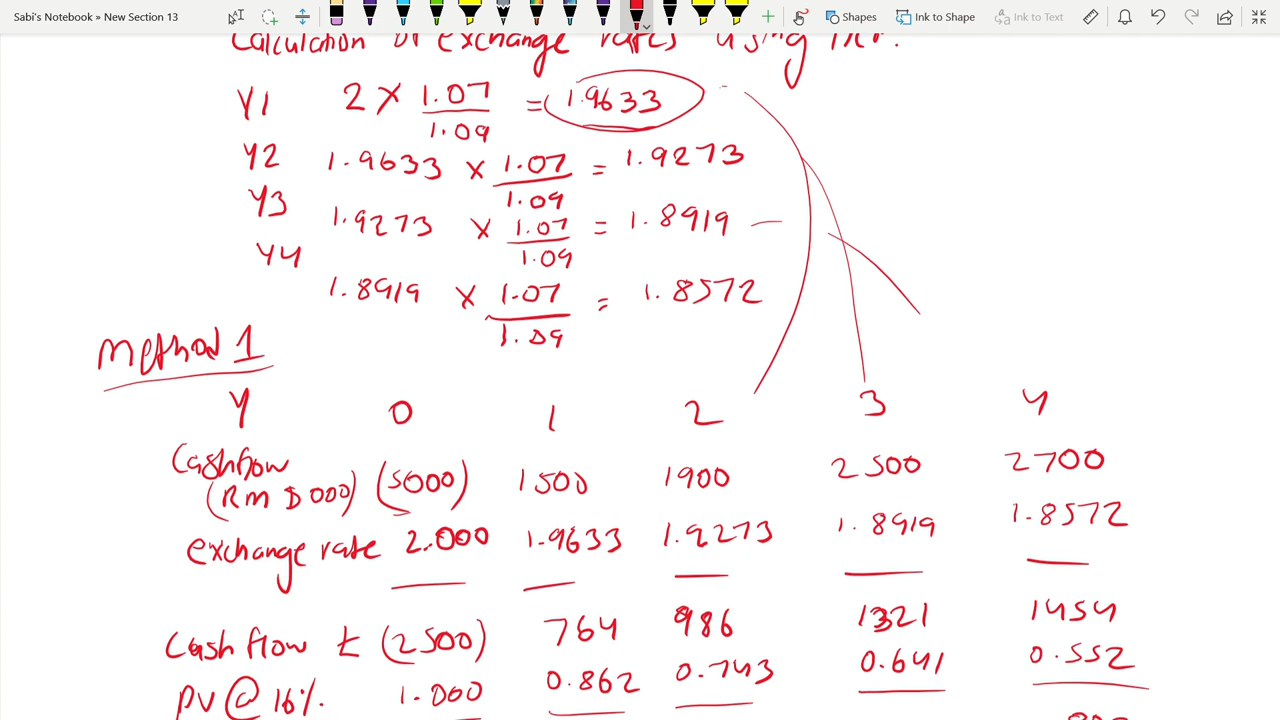 Sabi's Notebook » New Section 13
Shapes
Ink to Shape
Ink to Text
Calculation of exchange rates using
Y1 2 × 1.07/1.09 = 1.9633
Y2 1.9633 × 1.07/1.09 = 1.9273
Y3 1.9273 × 1.07/1.09 = 1.8919 —
Y4 1.8919 × 1.07/1.09 = 1.8572
Method 1
Y 0 1 2 3 4
Cashflow
(Rm $ 000) (5000) 1500 1900 2500 2700
exchange rate 2.000 1.9633 1.9273 1.8919 1.8572
Cash flow £ (2500) 764 986 1321 1454
PV @ 16%. 1.000 0.862 0.743 0.641 0.552